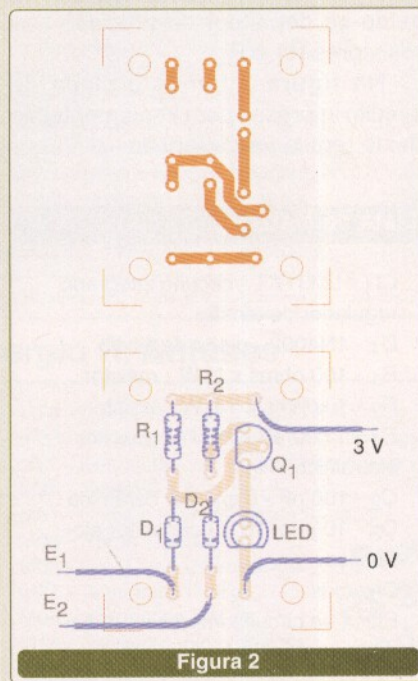 R₂
R₁
Q₁
3 V
D₂
D₁
LED
E₁
0 V
E₂
Figura 2